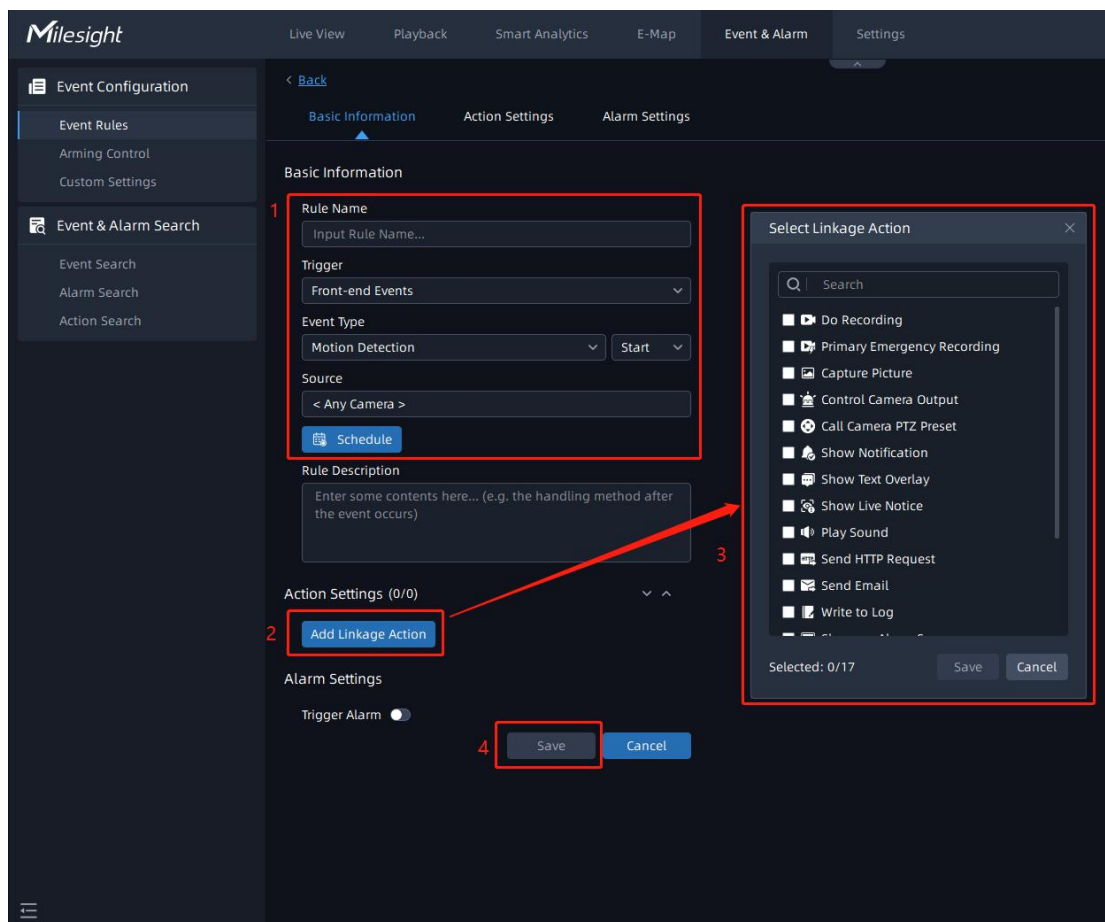 Milesight
Live View
Playback
Smart Analytics
E-Map
Event & Alarm
Settings
Event Configuration
Event Rules
Arming Control
Custom Settings
Event & Alarm Search
Event Search
Alarm Search
Action Search
< Back
Basic Information
Action Settings
Alarm Settings
Basic Information
1
Rule Name
Input Rule Name...
Trigger
Front-end Events
Event Type
Motion Detection
Start
Source
< Any Camera >
Schedule
Rule Description
Enter some contents here... (e.g. the handling method after
the event occurs)
Action Settings (0/0)
2
Add Linkage Action
Alarm Settings
Trigger Alarm
4
Save
Cancel
3
Select Linkage Action
Search
Do Recording
Primary Emergency Recording
Capture Picture
Control Camera Output
Call Camera PTZ Preset
Show Notification
Show Text Overlay
Show Live Notice
Play Sound
Send HTTP Request
Send Email
Write to Log
Selected: 0/17
Save
Cancel